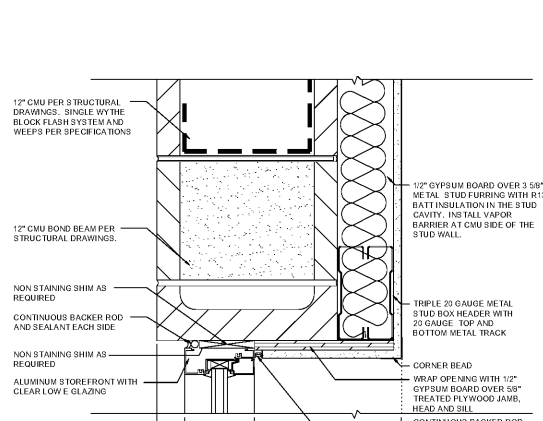 12" CMU PER STRUCTURAL
DRAWINGS. SINGLE WYTHE
BLOCK FLASH SYSTEM AND
WEEPS PER SPECIFICATIONS
12" CMU BOND BEAM PER
STRUCTURAL DRAWINGS.
NON STAINING SHIM AS
REQUIRED
CONTINUOUS BACKER ROD
AND SEALANT EACH SIDE
NON STAINING SHIM AS
REQUIRED
ALUMINUM STOREFRONT WITH
CLEAR LOW E GLAZING
1/2" GYPSUM BOARD OVER 3 5/8"
METAL STUD FURRING WITH R13
BATT INSULATION IN THE STUD
CAVITY. INSTALL VAPOR
BARRIER AT CMU SIDE OF THE
STUD WALL.
TRIPLE 20 GAUGE METAL
STUD BOX HEADER WITH
20 GAUGE TOP AND
BOTTOM METAL TRACK
CORNER BEAD
WRAP OPENING WITH 1/2"
GYPSUM BOARD OVER 5/8"
TREATED PLYWOOD JAMB,
HEAD AND SILL
CONTINUOUS BACKER ROD